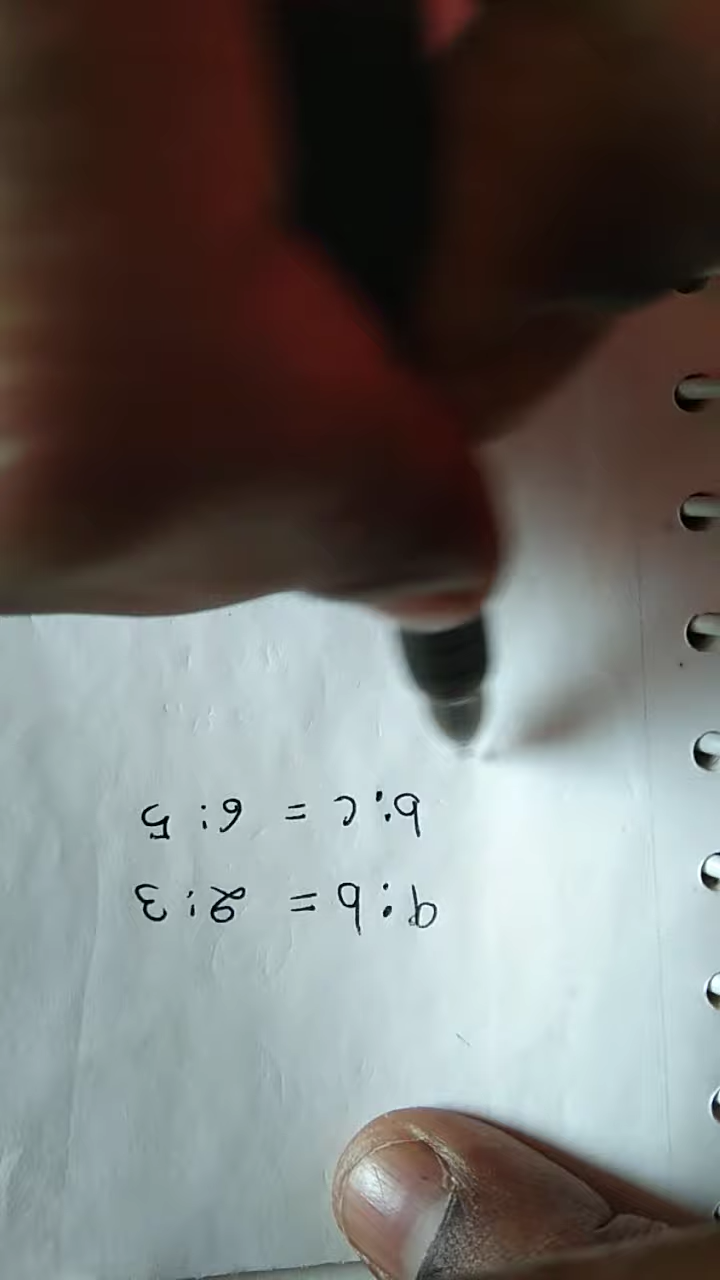 a:b = 2:3
b:c = 6:5